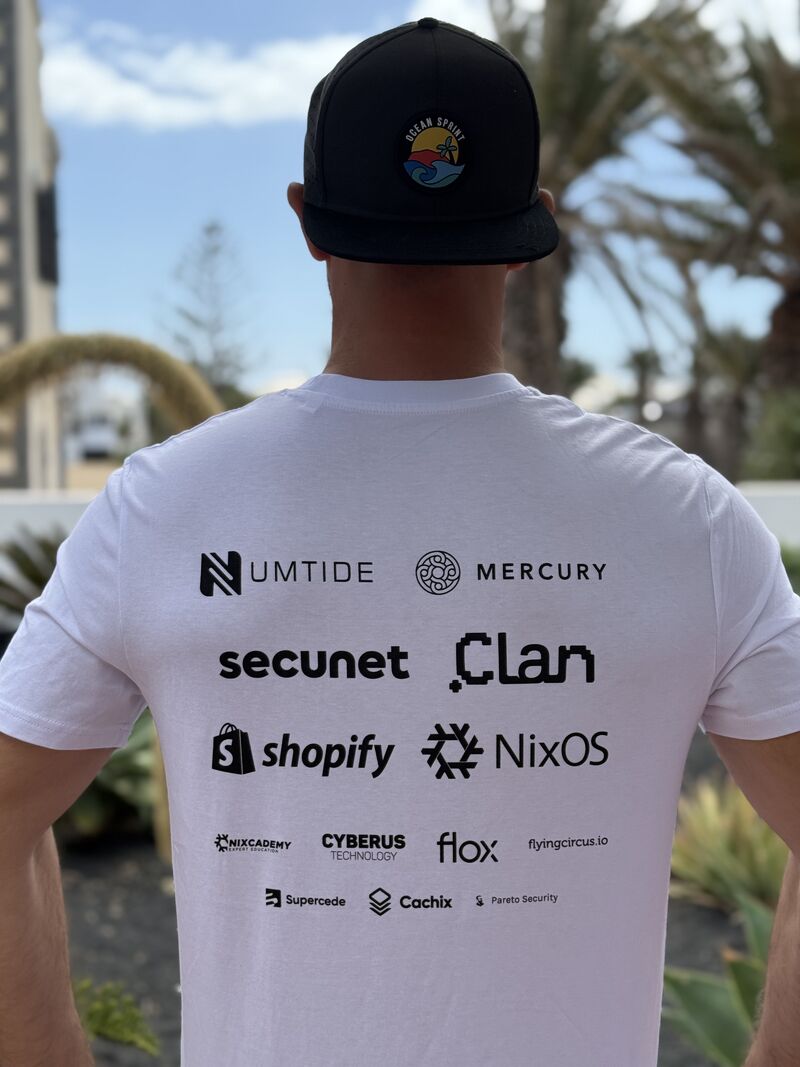 OCEAN SPRINT
NUMTIDE MERCURY
secunet Clan
shopify NixOS
NIXCADEMY CYBERUS flox flyingcircus.io
EXPERT EDUCATION TECHNOLOGY
Supercede Cachix Pareto Security